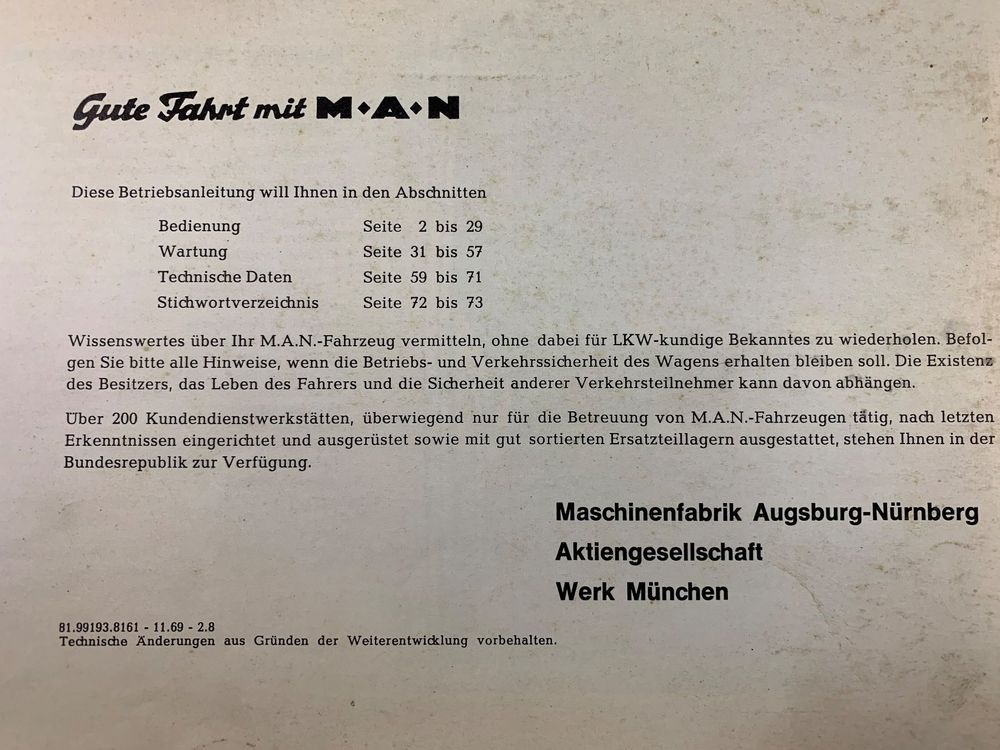 Gute Fahrt mit M·A·N
Diese Betriebsanleitung will Ihnen in den Abschnitten
Bedienung Seite 2 bis 29
Wartung Seite 31 bis 57
Technische Daten Seite 59 bis 71
Stichwortverzeichnis Seite 72 bis 73
Wissenswertes über Ihr M.A.N.-Fahrzeug vermitteln, ohne dabei für LKW-kundige Bekanntes zu wiederholen. Befol-
gen Sie bitte alle Hinweise, wenn die Betriebs- und Verkehrssicherheit des Wagens erhalten bleiben soll. Die Existenz
des Besitzers, das Leben des Fahrers und die Sicherheit anderer Verkehrsteilnehmer kann davon abhängen.
Über 200 Kundendienstwerkstätten, überwiegend nur für die Betreuung von M.A.N.-Fahrzeugen tätig, nach letzten
Erkenntnissen eingerichtet und ausgerüstet sowie mit gut sortierten Ersatzteillagern ausgestattet, stehen Ihnen in der
Bundesrepublik zur Verfügung.
Maschinenfabrik Augsburg-Nürnberg
Aktiengesellschaft
Werk München
81.99193.8161 - 11.69 - 2.8
Technische Änderungen aus Gründen der Weiterentwicklung vorbehalten.